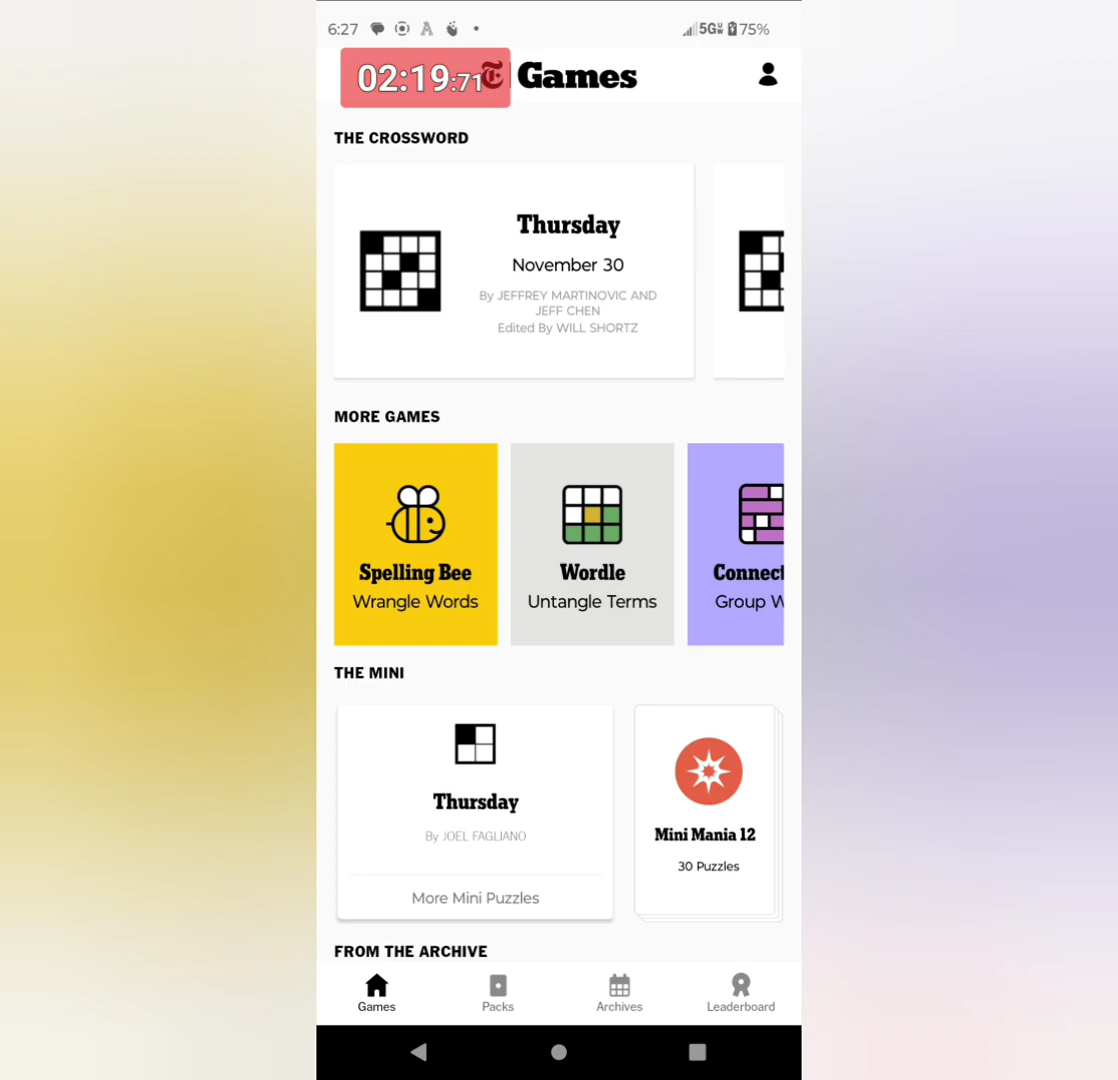 6:27
5G 75%
02:19:71
Games
THE CROSSWORD
Thursday
November 30
By JEFFREY MARTINOVIC AND
JEFF CHEN
Edited By WILL SHORTZ
MORE GAMES
Spelling Bee
Wrangle Words
Wordle
Untangle Terms
Connect
Group W
THE MINI
Thursday
By JOEL FAGLIANO
More Mini Puzzles
Mini Mania 12
30 Puzzles
FROM THE ARCHIVE
Games
Packs
Archives
Leaderboard